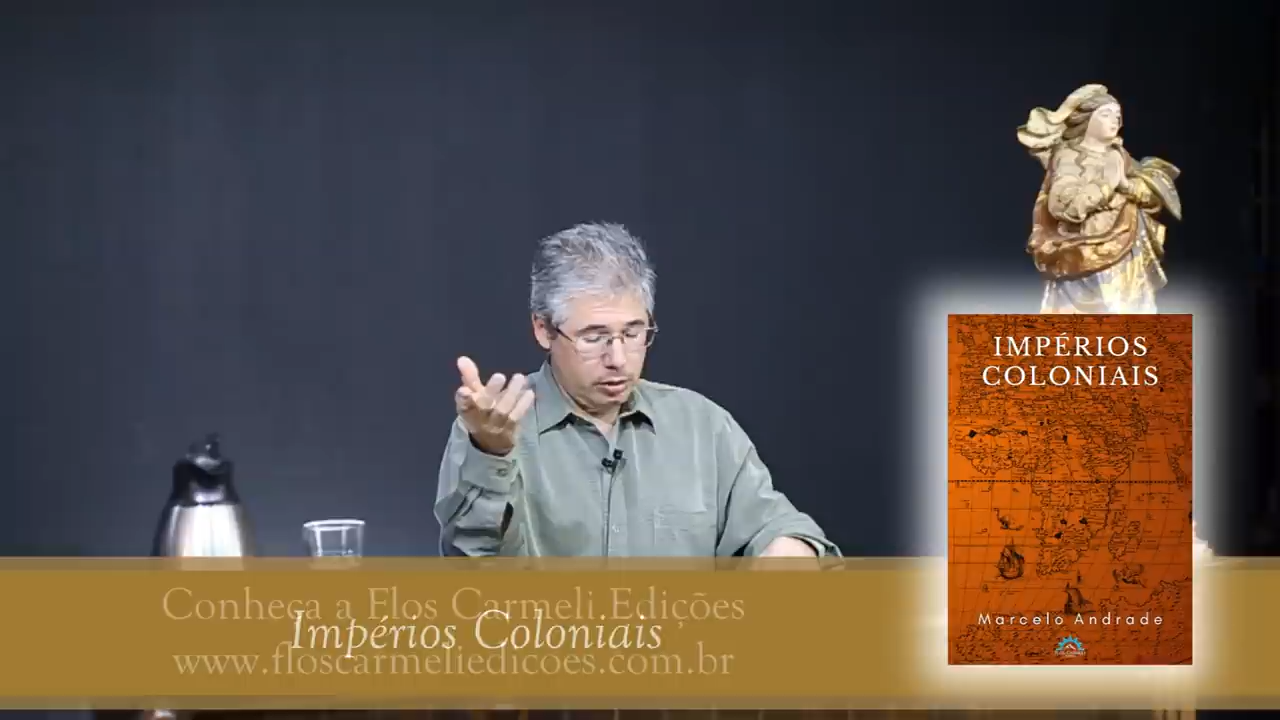 IMPÉRIOS
COLONIAIS
Marcelo Andrade
Conheça a Flos Carmeli Edições
Impérios Coloniais
www.floscarmeliedicoes.com.br